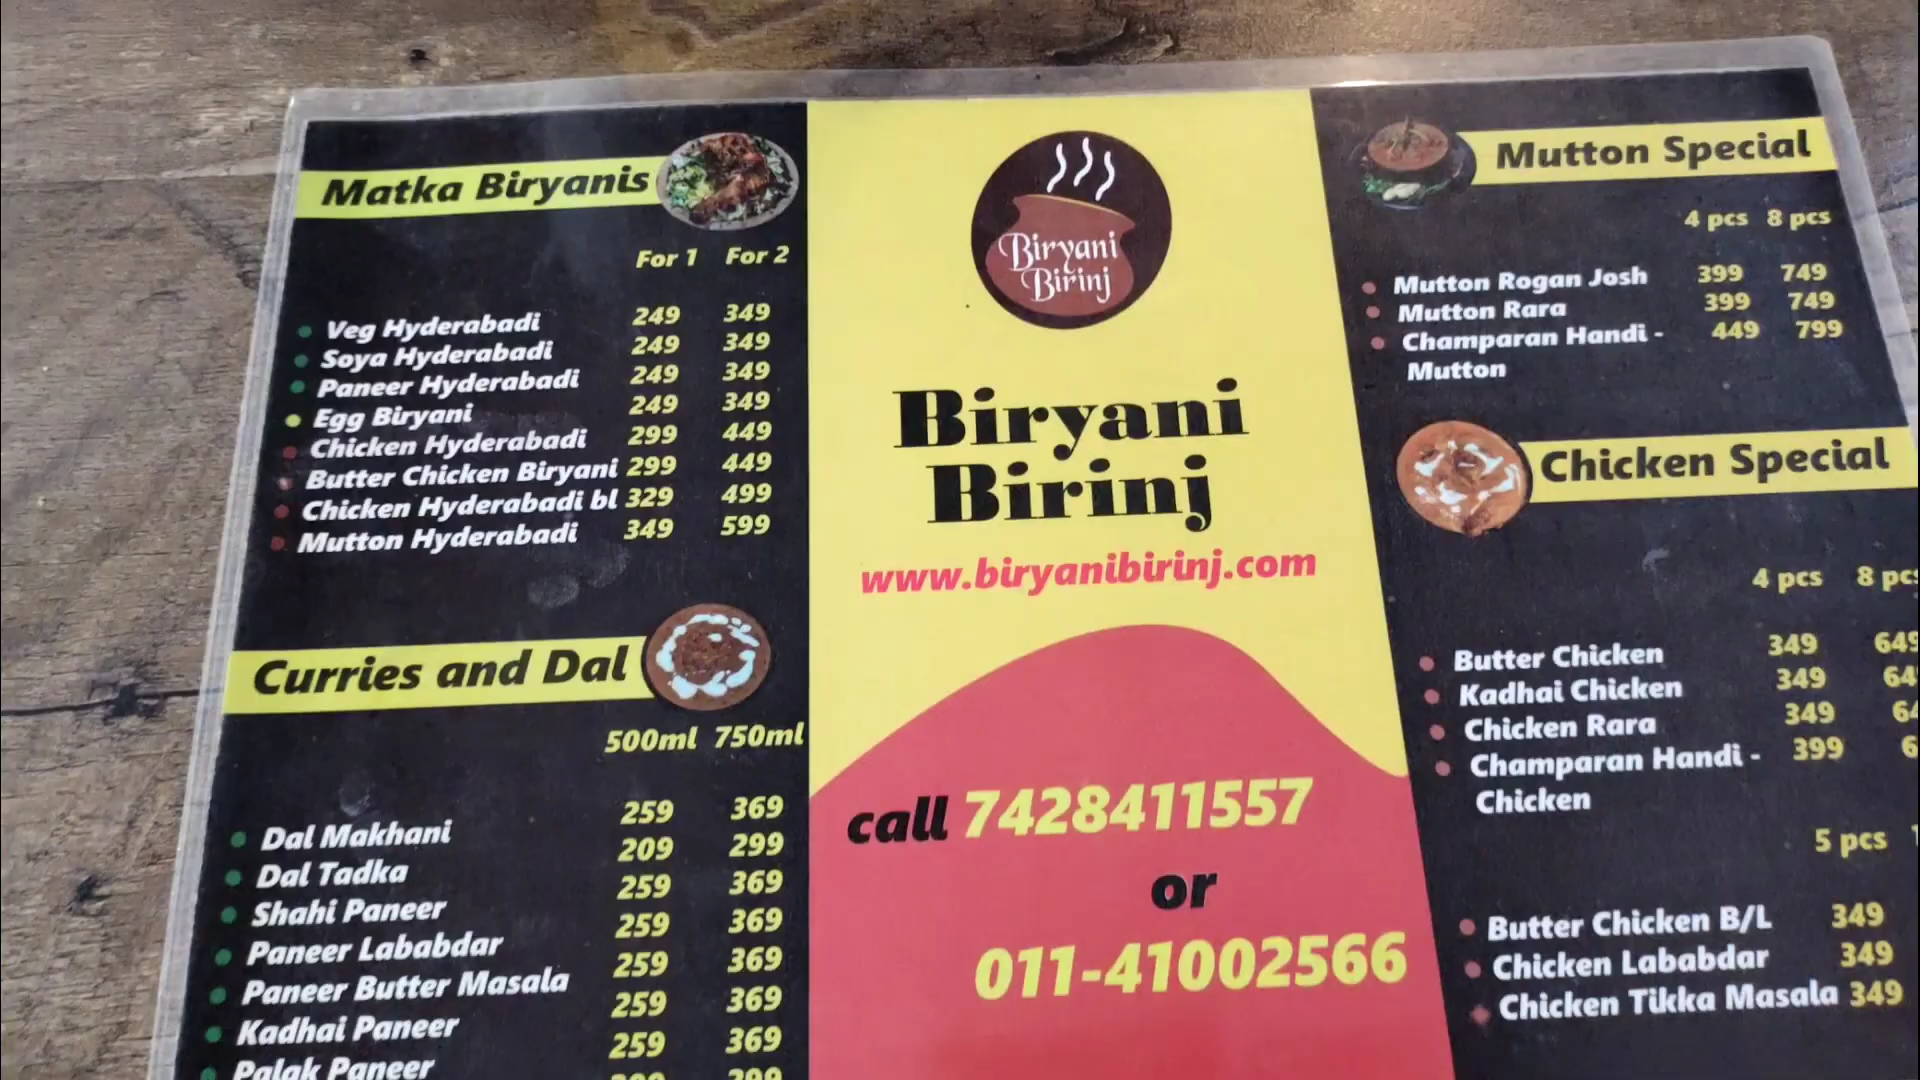 Matka Biryanis
For 1 For 2
Veg Hyderabadi 249 349
Soya Hyderabadi 249 349
Paneer Hyderabadi 249 349
Egg Biryani 249 349
Chicken Hyderabadi 299 449
Butter Chicken Biryani 299 449
Chicken Hyderabadi bl 329 499
Mutton Hyderabadi 349 599
Curries and Dal
500ml 750ml
Dal Makhani 259 369
Dal Tadka 209 299
Shahi Paneer 259 369
Paneer Lababdar 259 369
Paneer Butter Masala 259 369
Kadhai Paneer 259 369
Palak Paneer 259 369
299
Biryani
Birinj
Biryani
Birinj
www.biryanibirinj.com
call 7428411557
or
011-41002566
Mutton Special
4 pcs 8 pcs
Mutton Rogan Josh 399 749
Mutton Rara 399 749
Champaran Handi - 449 799
Mutton
Chicken Special
4 pcs 8 pcs
Butter Chicken 349 649
Kadhai Chicken 349
Chicken Rara 349
Champaran Handi - 399
Chicken
5 pcs
Butter Chicken B/L 349
Chicken Lababdar 349
Chicken Tikka Masala 349